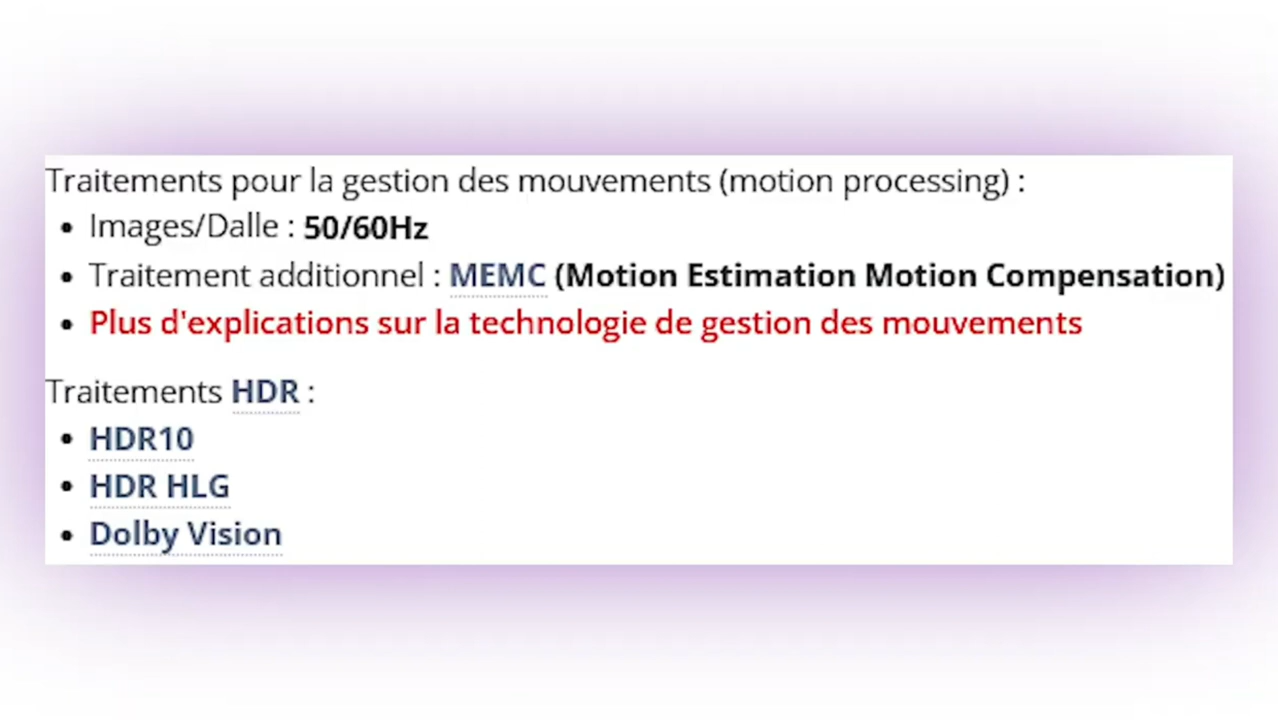 Traitements pour la gestion des mouvements (motion processing) :
• Images/Dalle : 50/60Hz
• Traitement additionnel : MEMC (Motion Estimation Motion Compensation)
• Plus d'explications sur la technologie de gestion des mouvements
Traitements HDR :
• HDR10
• HDR HLG
• Dolby Vision